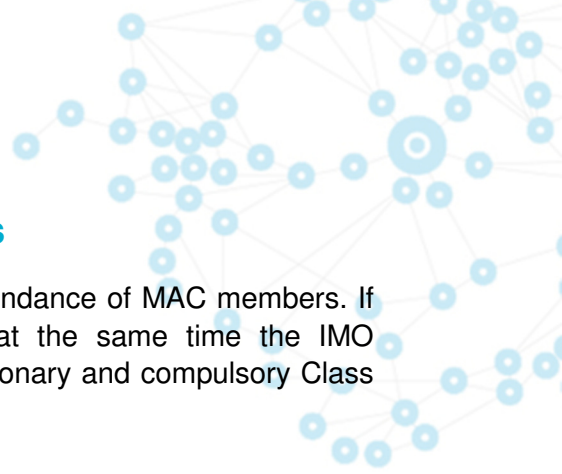 s
ndance of MAC members. If
at the same time the IMO
onary and compulsory Class